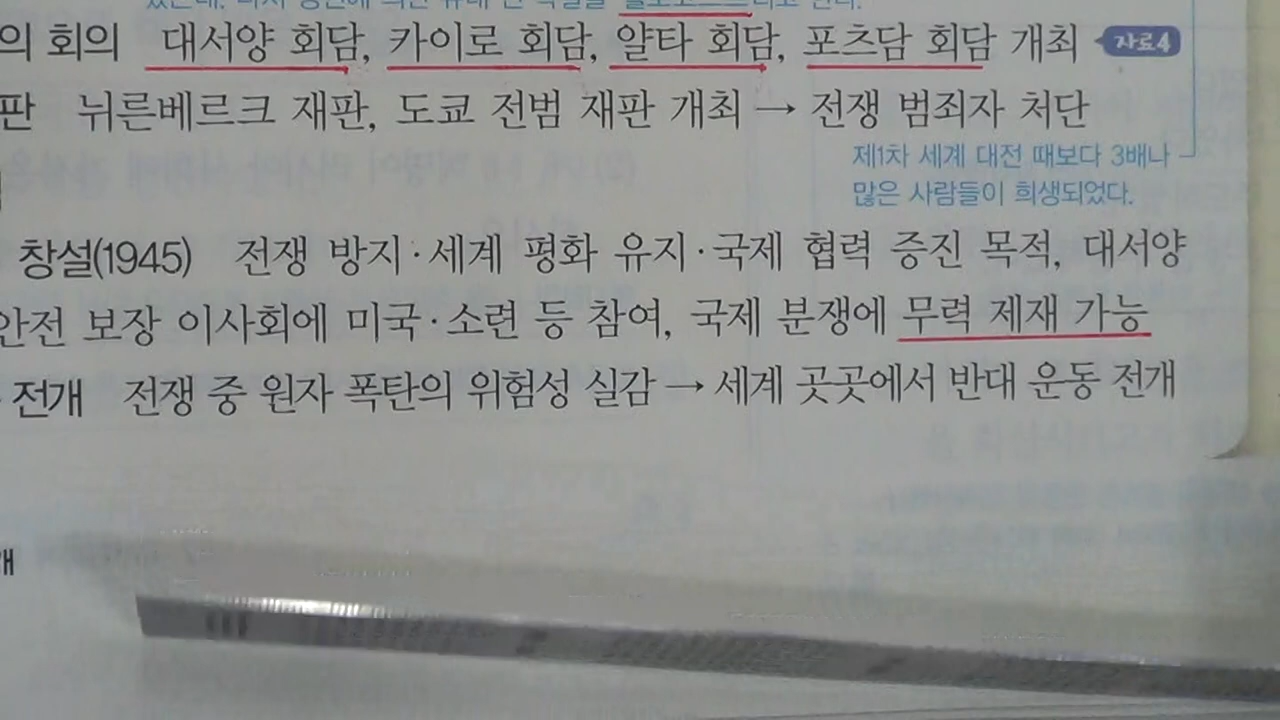 의 회의 대서양 회담, 카이로 회담, 얄타 회담, 포츠담 회담 개최 자료4
판 뉘른베르크 재판, 도쿄 전범 재판 개최 → 전쟁 범죄자 처단
제1차 세계 대전 때보다 3배나
많은 사람들이 희생되었다.
창설(1945) 전쟁 방지·세계 평화 유지·국제 협력 증진 목적, 대서양
안전 보장 이사회에 미국·소련 등 참여, 국제 분쟁에 무력 제재 가능
전개 전쟁 중 원자 폭탄의 위험성 실감 → 세계 곳곳에서 반대 운동 전개
개